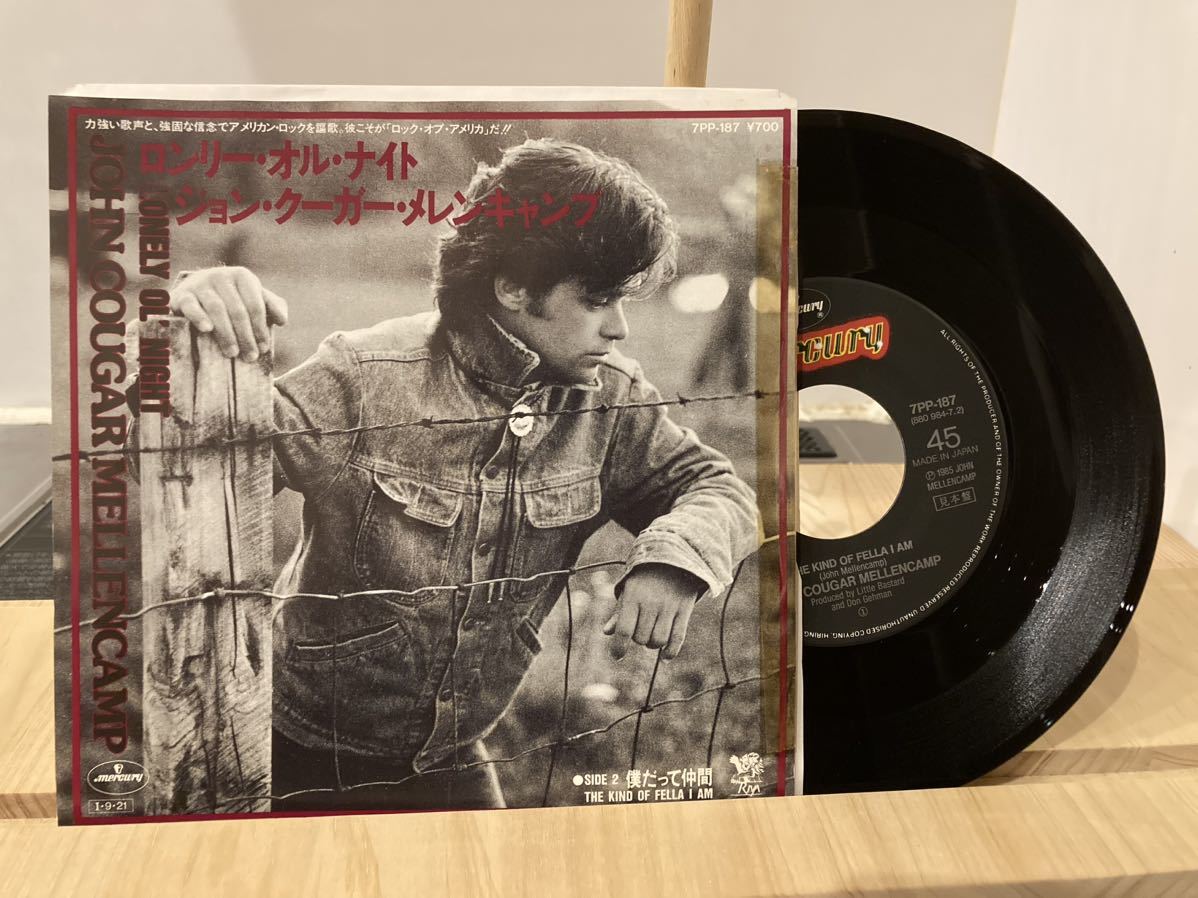 力強い歌声と、強固な信念でアメリカン・ロックを謳歌。彼こそが「ロック・オブ・アメリカ」だ!!
7PP-187 ¥700
ロンリー・オル・ナイト
ジョン・クーガー・メレンキャンプ
LONELY OL' NIGHT
JOHN COUGAR MELLENCAMP
mercury
I・9・21
●SIDE 2 僕だって仲間
THE KIND OF FELLA I AM
Riva
7PP-187
(880 984-7.2)
45
MADE IN JAPAN
Ⓟ 1985 JOHN
MELLENCAMP
見本盤
THE KIND OF FELLA I AM
(John Mellencamp)
COUGAR MELLENCAMP
Produced by Little Bastard
and Don Gehman
①
ALL RIGHTS OF THE PRODUCER AND OF THE OWNER OF THE WORK REPRODUCED RESERVED. UNAUTHORISED COPYING, HIRING